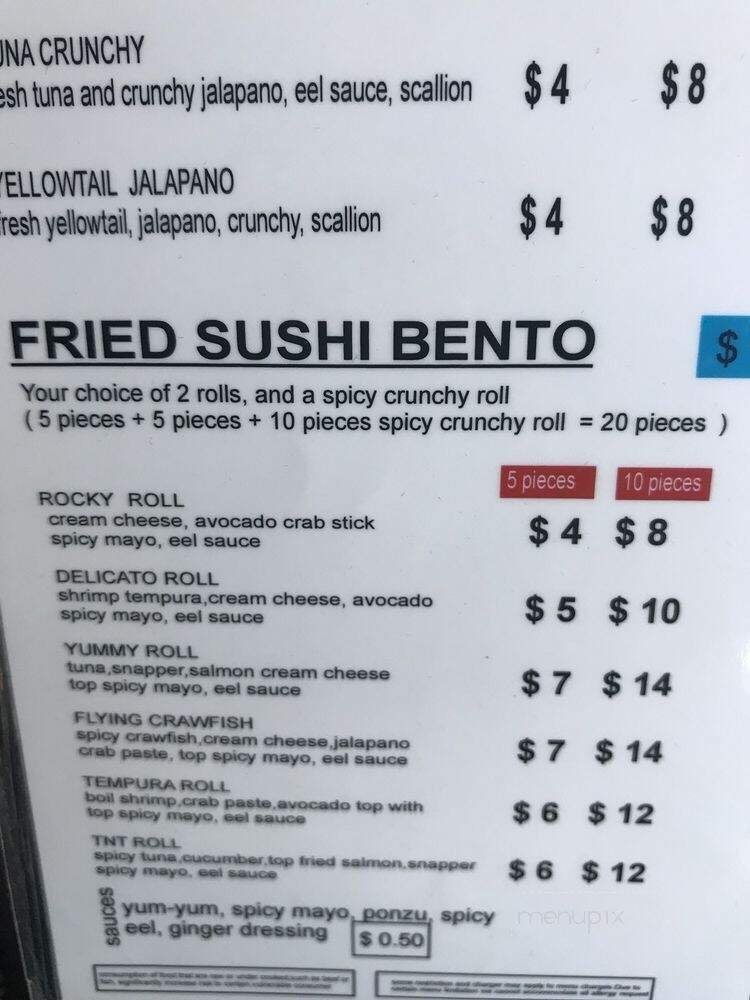 UNA CRUNCHY
esh tuna and crunchy jalapano, eel sauce, scallion $4 $8
YELLOWTAIL JALAPANO
fresh yellowtail, jalapano, crunchy, scallion $4 $8
FRIED SUSHI BENTO $
Your choice of 2 rolls, and a spicy crunchy roll
( 5 pieces + 5 pieces + 10 pieces spicy crunchy roll = 20 pieces )
5 pieces 10 pieces
ROCKY ROLL
cream cheese, avocado crab stick
spicy mayo, eel sauce $4 $8
DELICATO ROLL
shrimp tempura,cream cheese, avocado
spicy mayo, eel sauce $5 $10
YUMMY ROLL
tuna,snapper,salmon cream cheese
top spicy mayo, eel sauce $7 $14
FLYING CRAWFISH
spicy crawfish,cream cheese,jalapano
crab paste, top spicy mayo, eel sauce $7 $14
TEMPURA ROLL
boil shrimp,crab paste,avocado top with
top spicy mayo, eel sauce $6 $12
TNT ROLL
spicy tuna,cucumber,top fried salmon,snapper
spicy mayo, eel sauce $6 $12
sauces
yum-yum, spicy mayo, ponzu, spicy
eel, ginger dressing $0.50
menupix